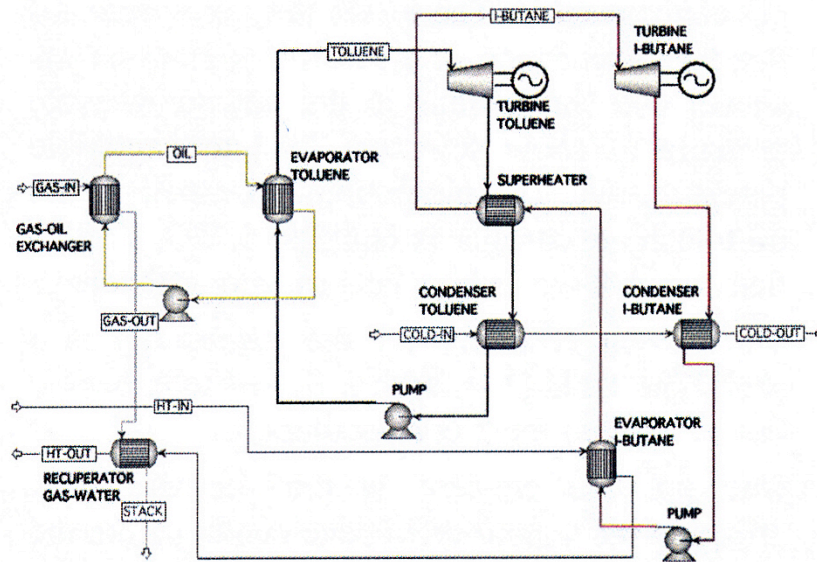 I-BUTANE
TURBINE
I-BUTANE
TOLUENE
TURBINE
TOLUENE
OIL
EVAPORATOR
TOLUENE
GAS-IN
SUPERHEATER
GAS-OIL
EXCHANGER
CONDENSER
TOLUENE
CONDENSER
I-BUTANE
GAS-OUT
COLD-IN
COLD-OUT
PUMP
HT-IN
EVAPORATOR
I-BUTANE
HT-OUT
RECUPERATOR
GAS-WATER
STACK
PUMP